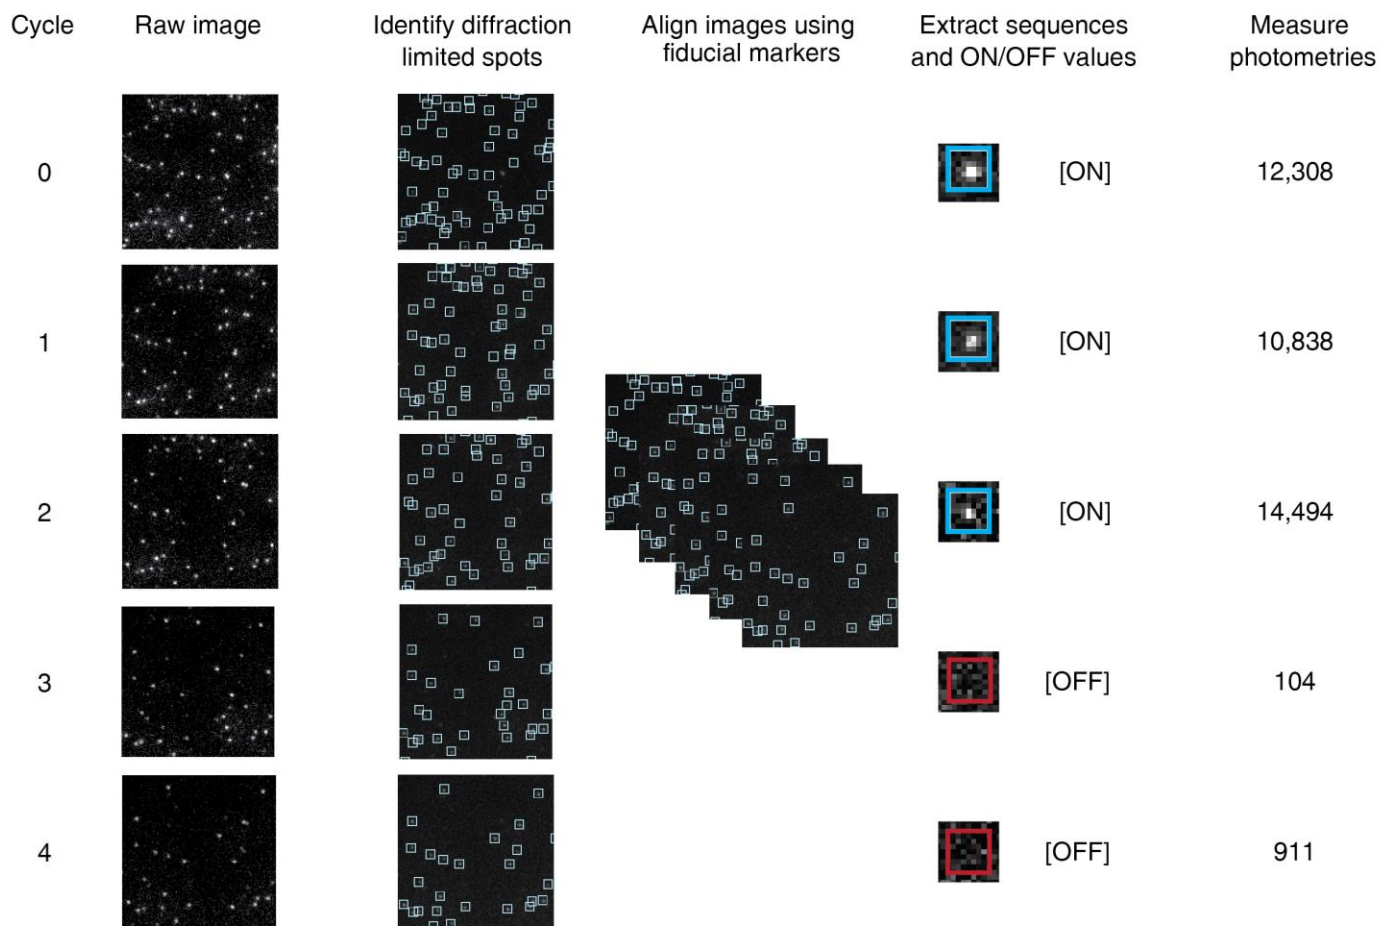 Cycle
Raw image
Identify diffraction
limited spots
Align images using
fiducial markers
Extract sequences
and ON/OFF values
Measure
photometries
0
[ON]
12,308
1
[ON]
10,838
2
[ON]
14,494
3
[OFF]
104
4
[OFF]
911